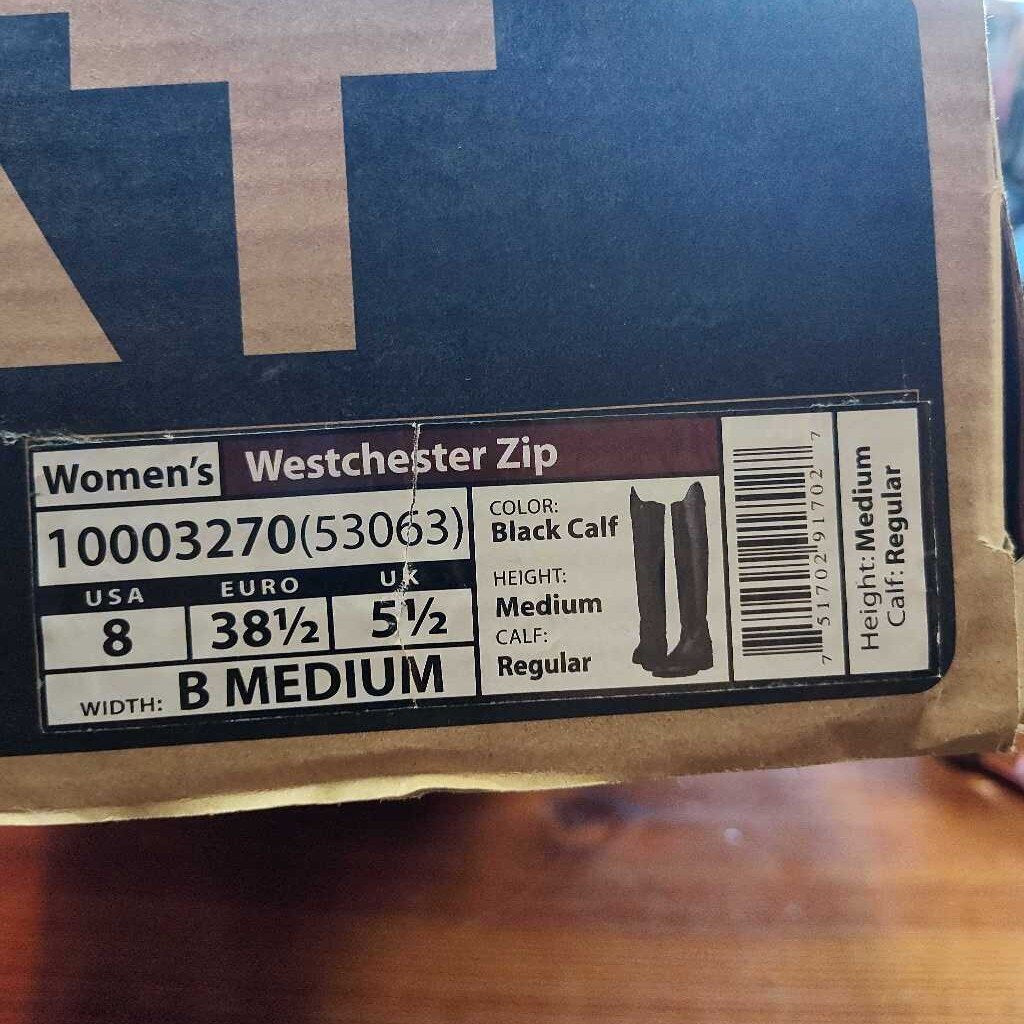 AT
Women's
Westchester Zip
10003270(53063)
USA
EURO
UK
8
38½
5½
WIDTH: B MEDIUM
COLOR:
Black Calf
HEIGHT:
Medium
CALF:
Regular
7 51702 91702 7
Height: Medium
Calf: Regular